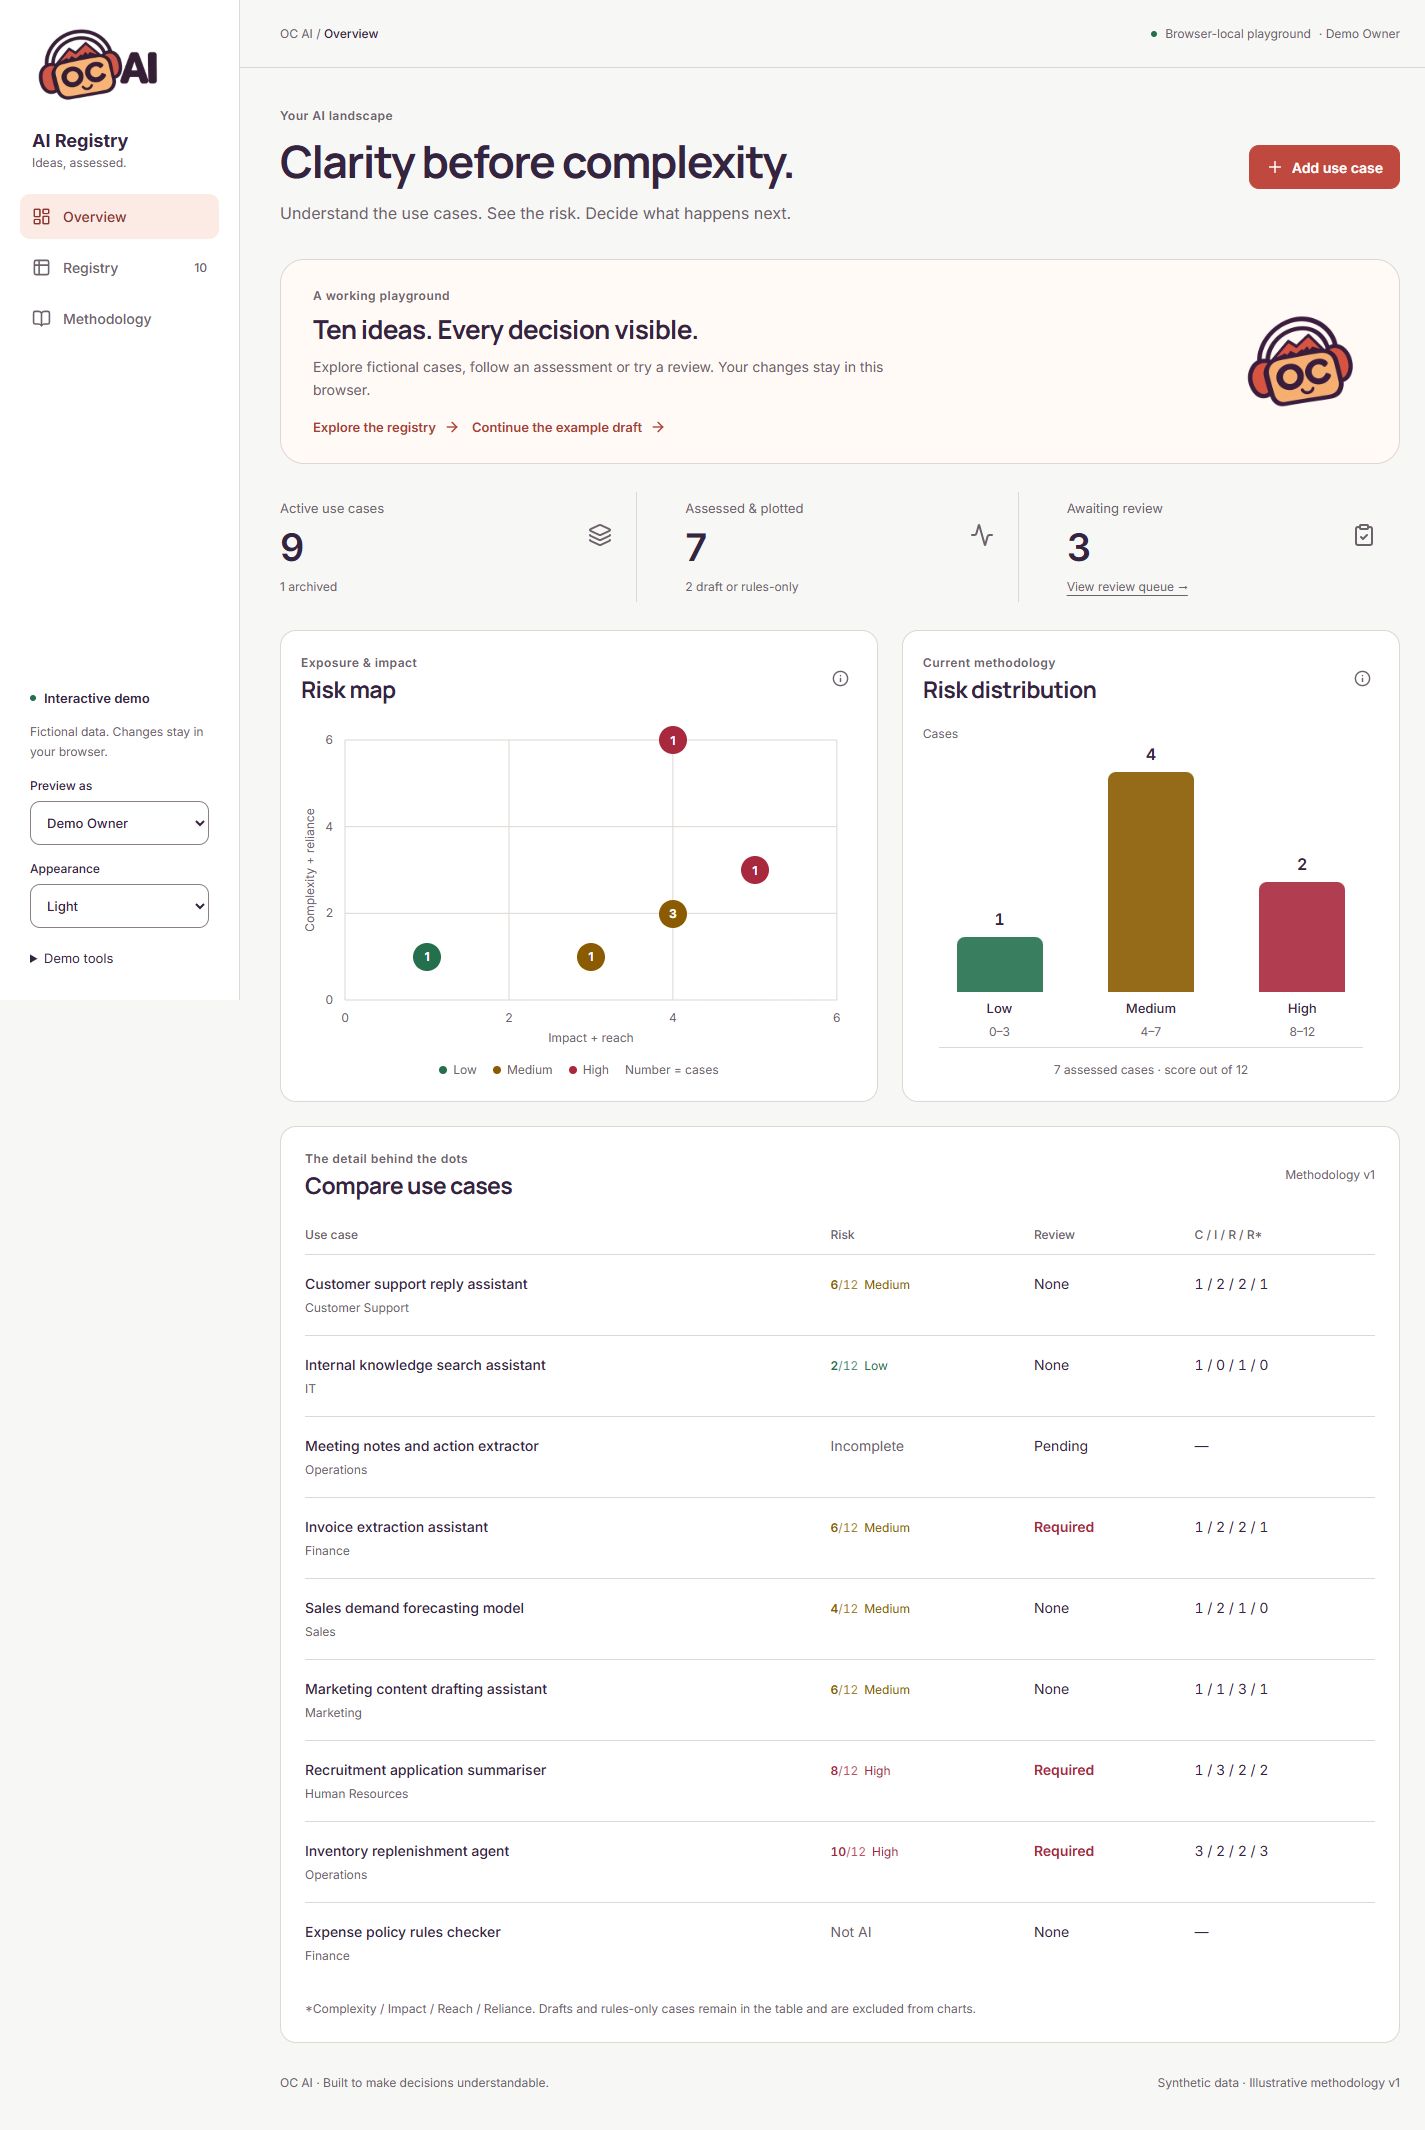 OC AI
AI Registry
Ideas, assessed.
Overview
Registry 10
Methodology
Interactive demo
Fictional data. Changes stay in
your browser.
Preview as
Demo Owner
Appearance
Light
Demo tools
OC AI / Overview
Browser-local playground · Demo Owner
Your AI landscape
Clarity before complexity.
Understand the use cases. See the risk. Decide what happens next.
+ Add use case
A working playground
Ten ideas. Every decision visible.
Explore fictional cases, follow an assessment or try a review. Your changes stay in this
browser.
Explore the registry → Continue the example draft →
OC
Active use cases
9
1 archived
Assessed & plotted
7
2 draft or rules-only
Awaiting review
3
View review queue →
Exposure & impact
Risk map
Complexity + reliance
6
4
2
0
1
1
3
1
1
0 2 4 6
Impact + reach
Low Medium High Number = cases
Current methodology
Risk distribution
Cases
1 4 2
Low Medium High
0–3 4–7 8–12
7 assessed cases · score out of 12
The detail behind the dots
Compare use cases
Methodology v1
Use case Risk Review C / I / R / R*
Customer support reply assistant 6/12 Medium None 1 / 2 / 2 / 1
Customer Support
Internal knowledge search assistant 2/12 Low None 1 / 0 / 1 / 0
IT
Meeting notes and action extractor Incomplete Pending —
Operations
Invoice extraction assistant 6/12 Medium Required 1 / 2 / 2 / 1
Finance
Sales demand forecasting model 4/12 Medium None 1 / 2 / 1 / 0
Sales
Marketing content drafting assistant 6/12 Medium None 1 / 1 / 3 / 1
Marketing
Recruitment application summariser 8/12 High Required 1 / 3 / 2 / 2
Human Resources
Inventory replenishment agent 10/12 High Required 3 / 2 / 2 / 3
Operations
Expense policy rules checker Not AI None —
Finance
*Complexity / Impact / Reach / Reliance. Drafts and rules-only cases remain in the table and are excluded from charts.
OC AI · Built to make decisions understandable.
Synthetic data · Illustrative methodology v1